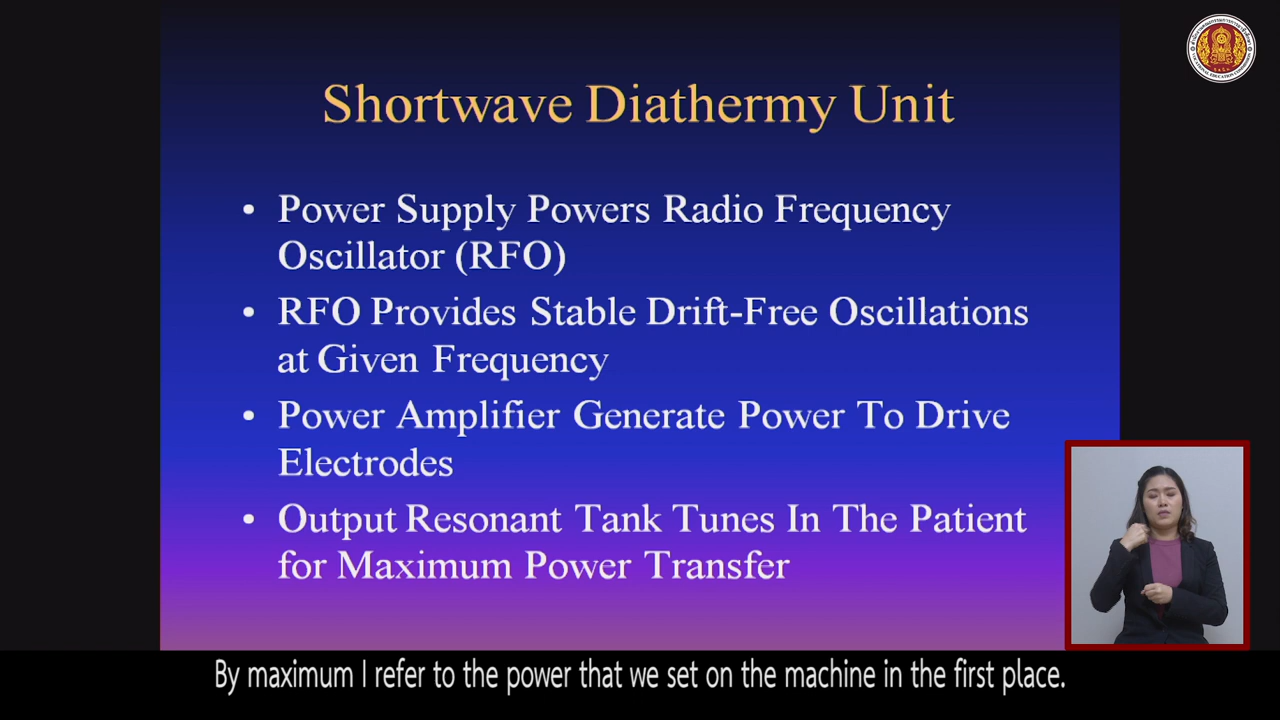 Shortwave Diathermy Unit
• Power Supply Powers Radio Frequency
Oscillator (RFO)
• RFO Provides Stable Drift-Free Oscillations
at Given Frequency
• Power Amplifier Generate Power To Drive
Electrodes
• Output Resonant Tank Tunes In The Patient
for Maximum Power Transfer
By maximum I refer to the power that we set on the machine in the first place.